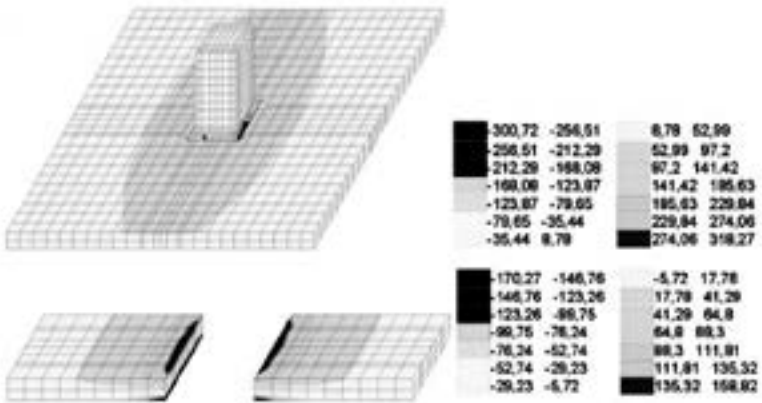 -300,72 -256,51 8,78 52,99
-256,51 -212,29 52,99 97,2
-212,29 -168,08 97,2 141,42
-168,08 -123,87 141,42 185,63
-123,87 -79,65 185,63 229,84
-79,65 -35,44 229,84 274,06
-35,44 8,78 274,06 318,27
-170,27 -146,76 -5,72 17,78
-146,76 -123,26 17,78 41,29
-123,26 -99,75 41,29 64,8
-99,75 -76,24 64,8 88,3
-76,24 -52,74 88,3 111,81
-52,74 -29,23 111,81 135,32
-29,23 -5,72 135,32 158,82